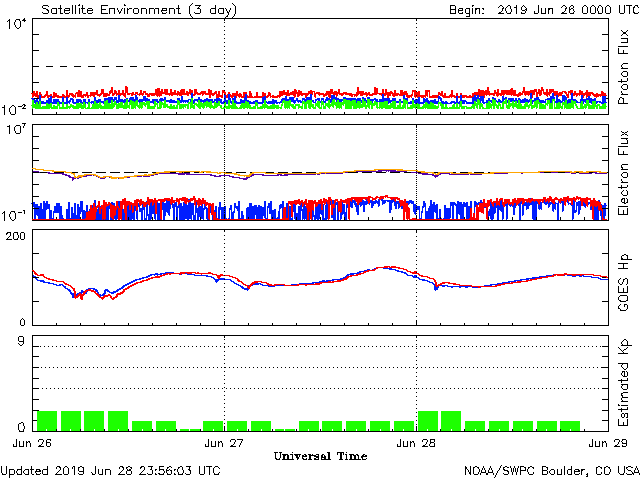 Satellite Environment (3 day) Begin: 2019 Jun 26 0000 UTC
10⁴
10⁻²
Proton Flux
10⁷
10⁻¹
Electron Flux
200
0
GOES Hp
9
0
Estimated Kp
Jun 26 Jun 27 Jun 28 Jun 29
Universal Time
Updated 2019 Jun 28 23:56:03 UTC NOAA/SWPC Boulder, CO USA